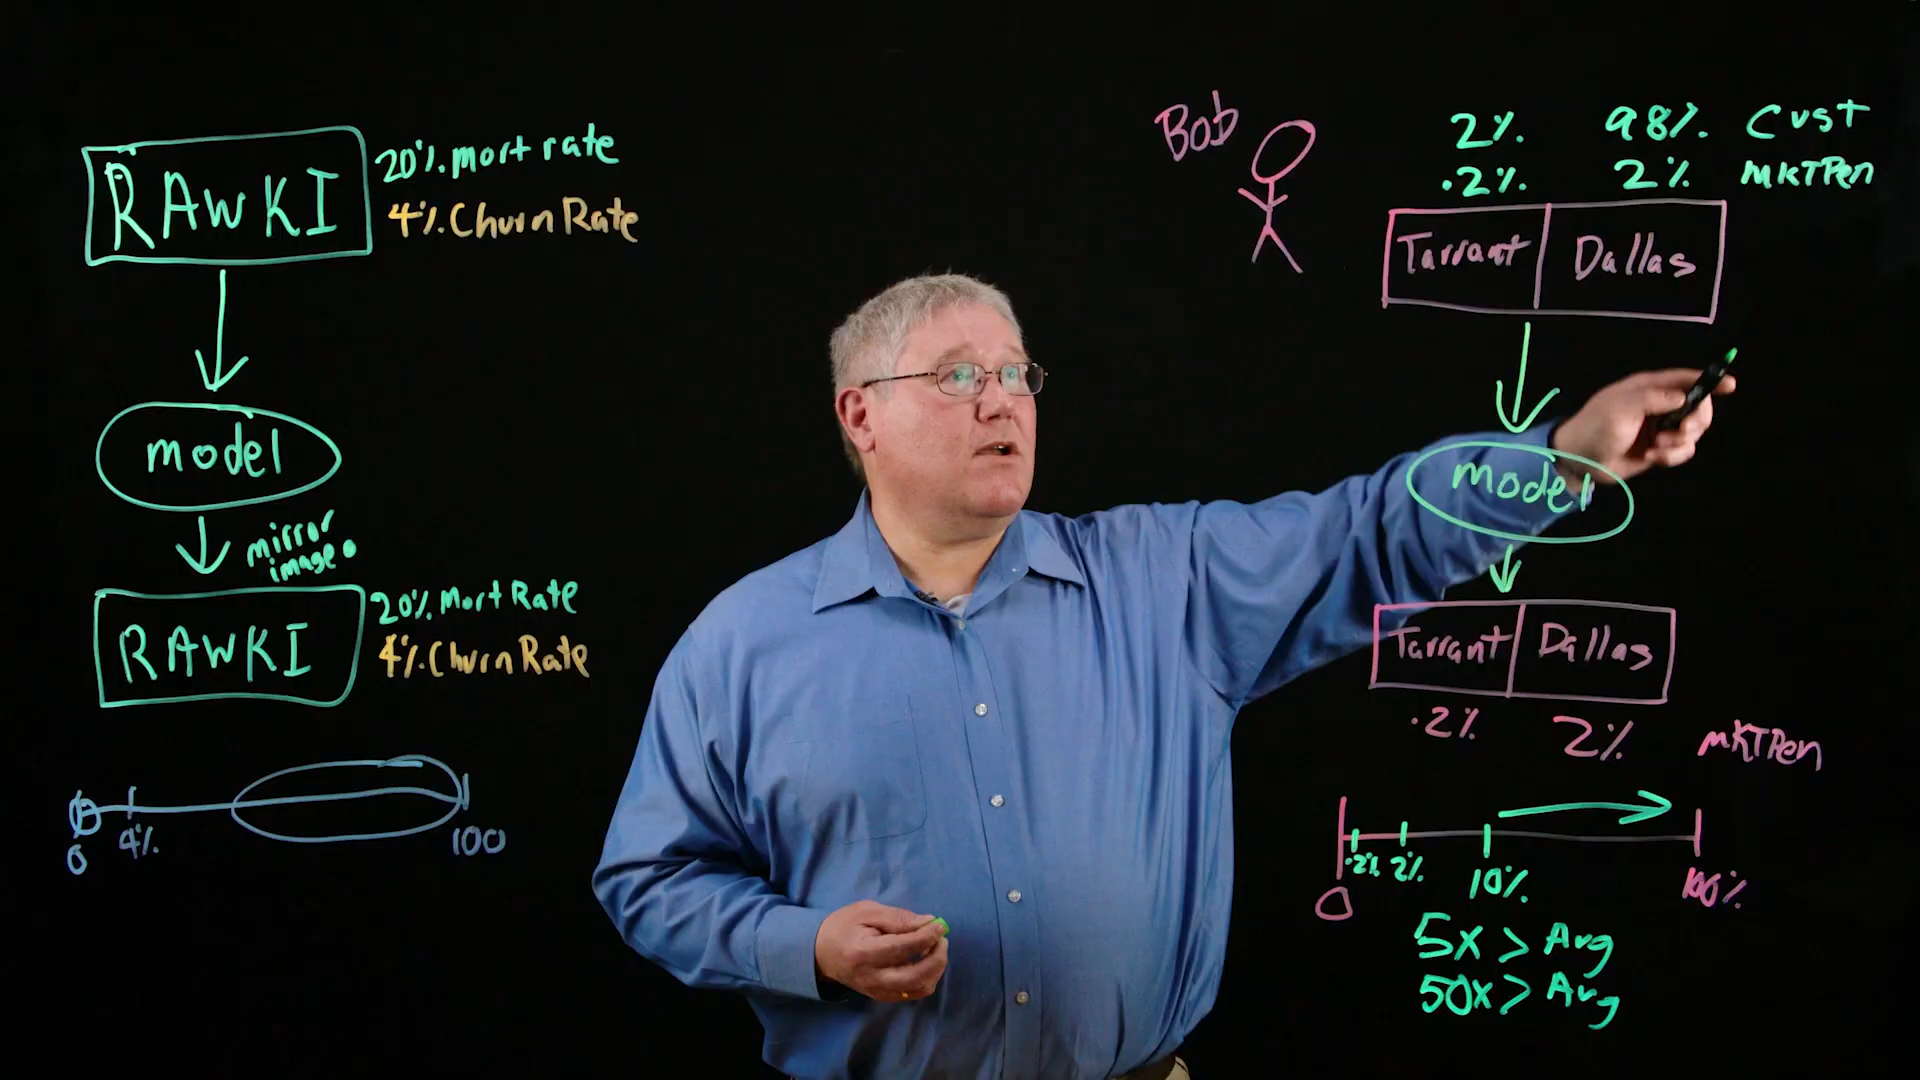 RAWKI
20% mort rate
4% Churn Rate
model
mirror
image.
RAWKI
20% Mort Rate
4% Churn Rate
0
4%
100
Bob
2% 98% Cust
.2% 2% MKTPen
Tarrant Dallas
model
Tarrant Dallas
.2% 2% MKTPen
0 .2% 2% 10% 100%
5x > Avg
50x > Avg